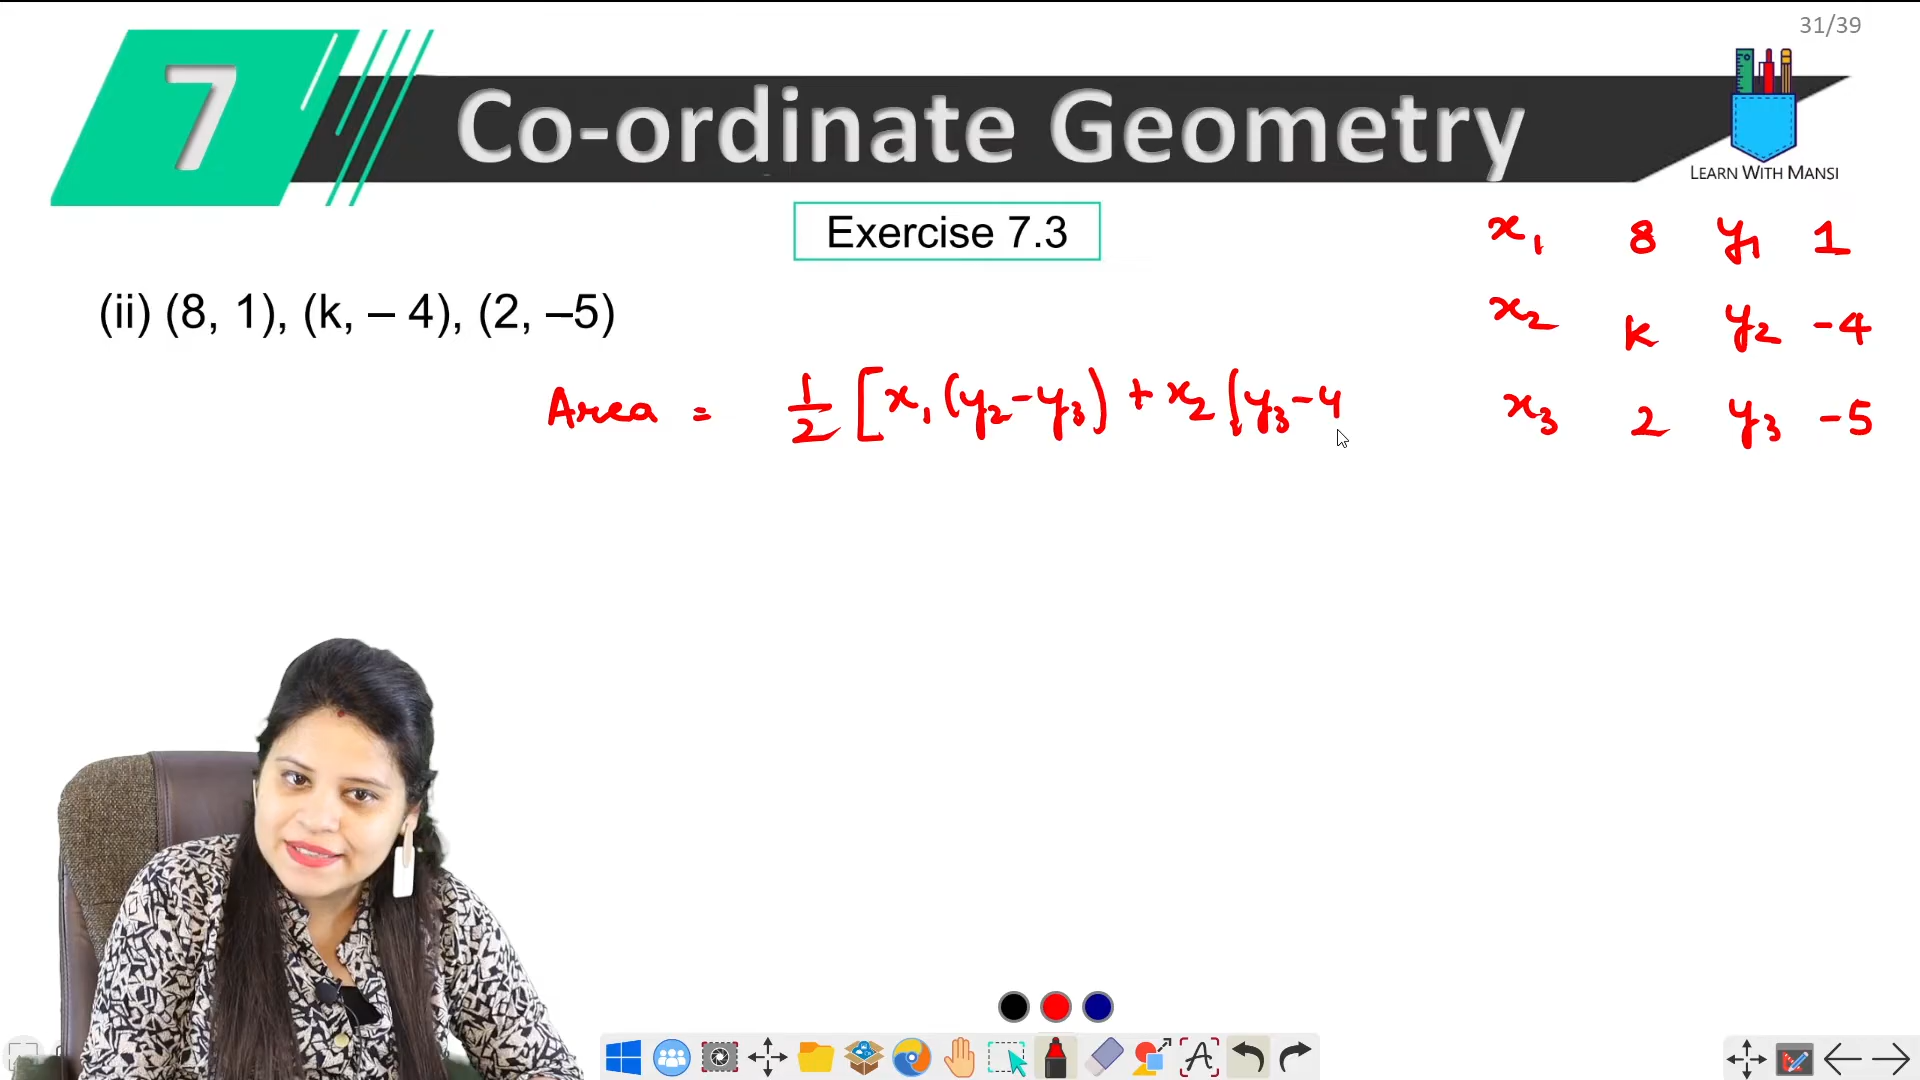 31/39
7 Co-ordinate Geometry
LEARN WITH MANSI
Exercise 7.3
x₁ 8 y₁ 1
(ii) (8, 1), (k, – 4), (2, –5)
x₂ k y₂ -4
Area = 1/2 [x₁(y₂-y₃) + x₂(y₃-y
x₃ 2 y₃ -5